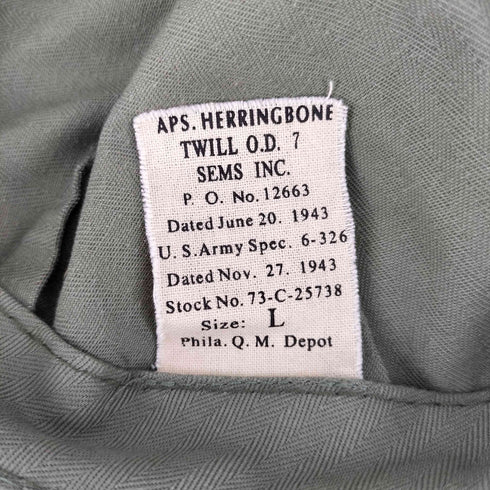 APS. HERRINGBONE
TWILL O.D. 7
SEMS INC.
P. O. No. 12663
Dated June 20. 1943
U. S. Army Spec. 6-326
Dated Nov. 27. 1943
Stock No. 73-C-25738
Size: L
Phila. Q. M. Depot